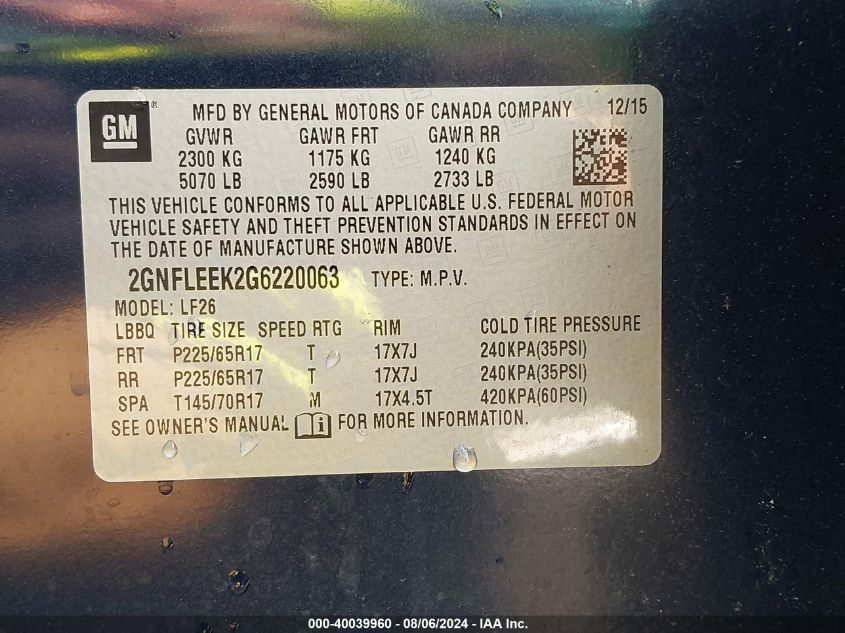 GM ® MFD BY GENERAL MOTORS OF CANADA COMPANY 12/15
GVWR GAWR FRT GAWR RR
2300 KG 1175 KG 1240 KG
5070 LB 2590 LB 2733 LB
THIS VEHICLE CONFORMS TO ALL APPLICABLE U.S. FEDERAL MOTOR
VEHICLE SAFETY AND THEFT PREVENTION STANDARDS IN EFFECT ON
THE DATE OF MANUFACTURE SHOWN ABOVE.
2GNFLEEK2G6220063 TYPE: M.P.V.
MODEL: LF26
LBBQ TIRE SIZE SPEED RTG RIM COLD TIRE PRESSURE
FRT P225/65R17 T 17X7J 240KPA(35PSI)
RR P225/65R17 T 17X7J 240KPA(35PSI)
SPA T145/70R17 M 17X4.5T 420KPA(60PSI)
SEE OWNER'S MANUAL i FOR MORE INFORMATION.
000-40039960 - 08/06/2024 - IAA Inc.